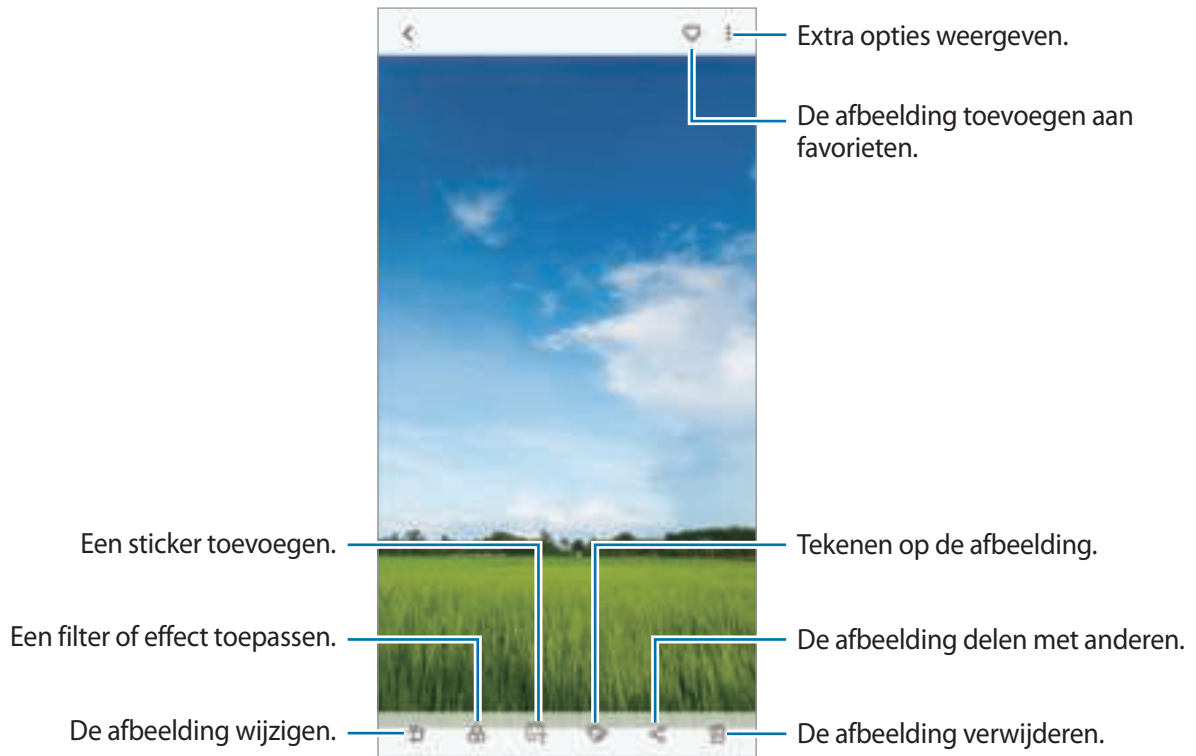 Extra opties weergeven.
De afbeelding toevoegen aan
favorieten.
Een sticker toevoegen.
Tekenen op de afbeelding.
Een filter of effect toepassen.
De afbeelding delen met anderen.
De afbeelding wijzigen.
De afbeelding verwijderen.